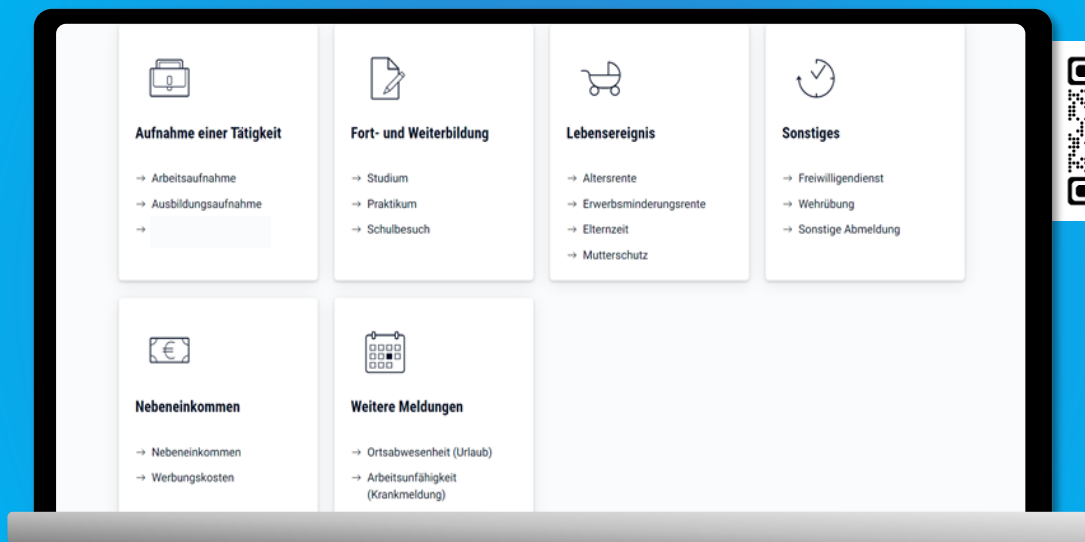 Aufnahme einer Tätigkeit
→ Arbeitsaufnahme
→ Ausbildungsaufnahme
→
Fort- und Weiterbildung
→ Studium
→ Praktikum
→ Schulbesuch
Lebensereignis
→ Altersrente
→ Erwerbsminderungsrente
→ Elternzeit
→ Mutterschutz
Sonstiges
→ Freiwilligendienst
→ Wehrübung
→ Sonstige Abmeldung
Nebeneinkommen
→ Nebeneinkommen
→ Werbungskosten
Weitere Meldungen
→ Ortsabwesenheit (Urlaub)
→ Arbeitsunfähigkeit
(Krankmeldung)